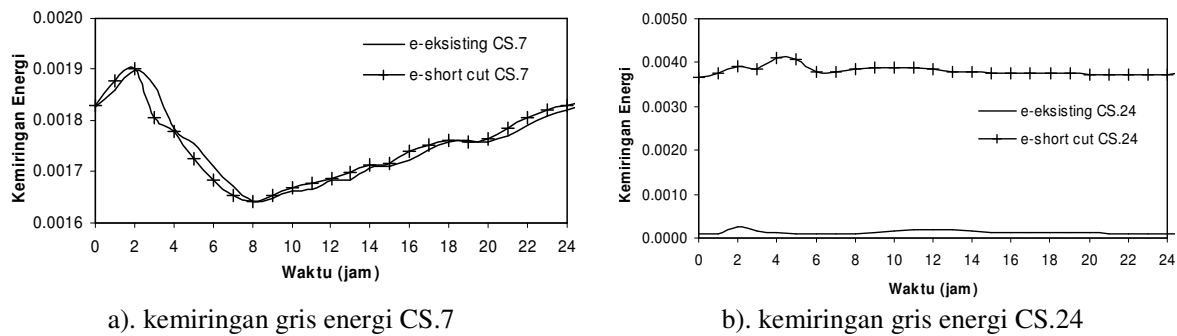 0.0020
0.0019
0.0018
0.0017
0.0016
Kemiringan Energi
e-eksisting CS.7
e-short cut CS.7
0 2 4 6 8 10 12 14 16 18 20 22 24
Waktu (jam)
a). kemiringan gris energi CS.7
0.0050
0.0040
0.0030
0.0020
0.0010
0.0000
Kemiringan Energi
e-eksisting CS.24
e-short cut CS.24
0 2 4 6 8 10 12 14 16 18 20 22 24
Waktu (jam)
b). kemiringan gris energi CS.24